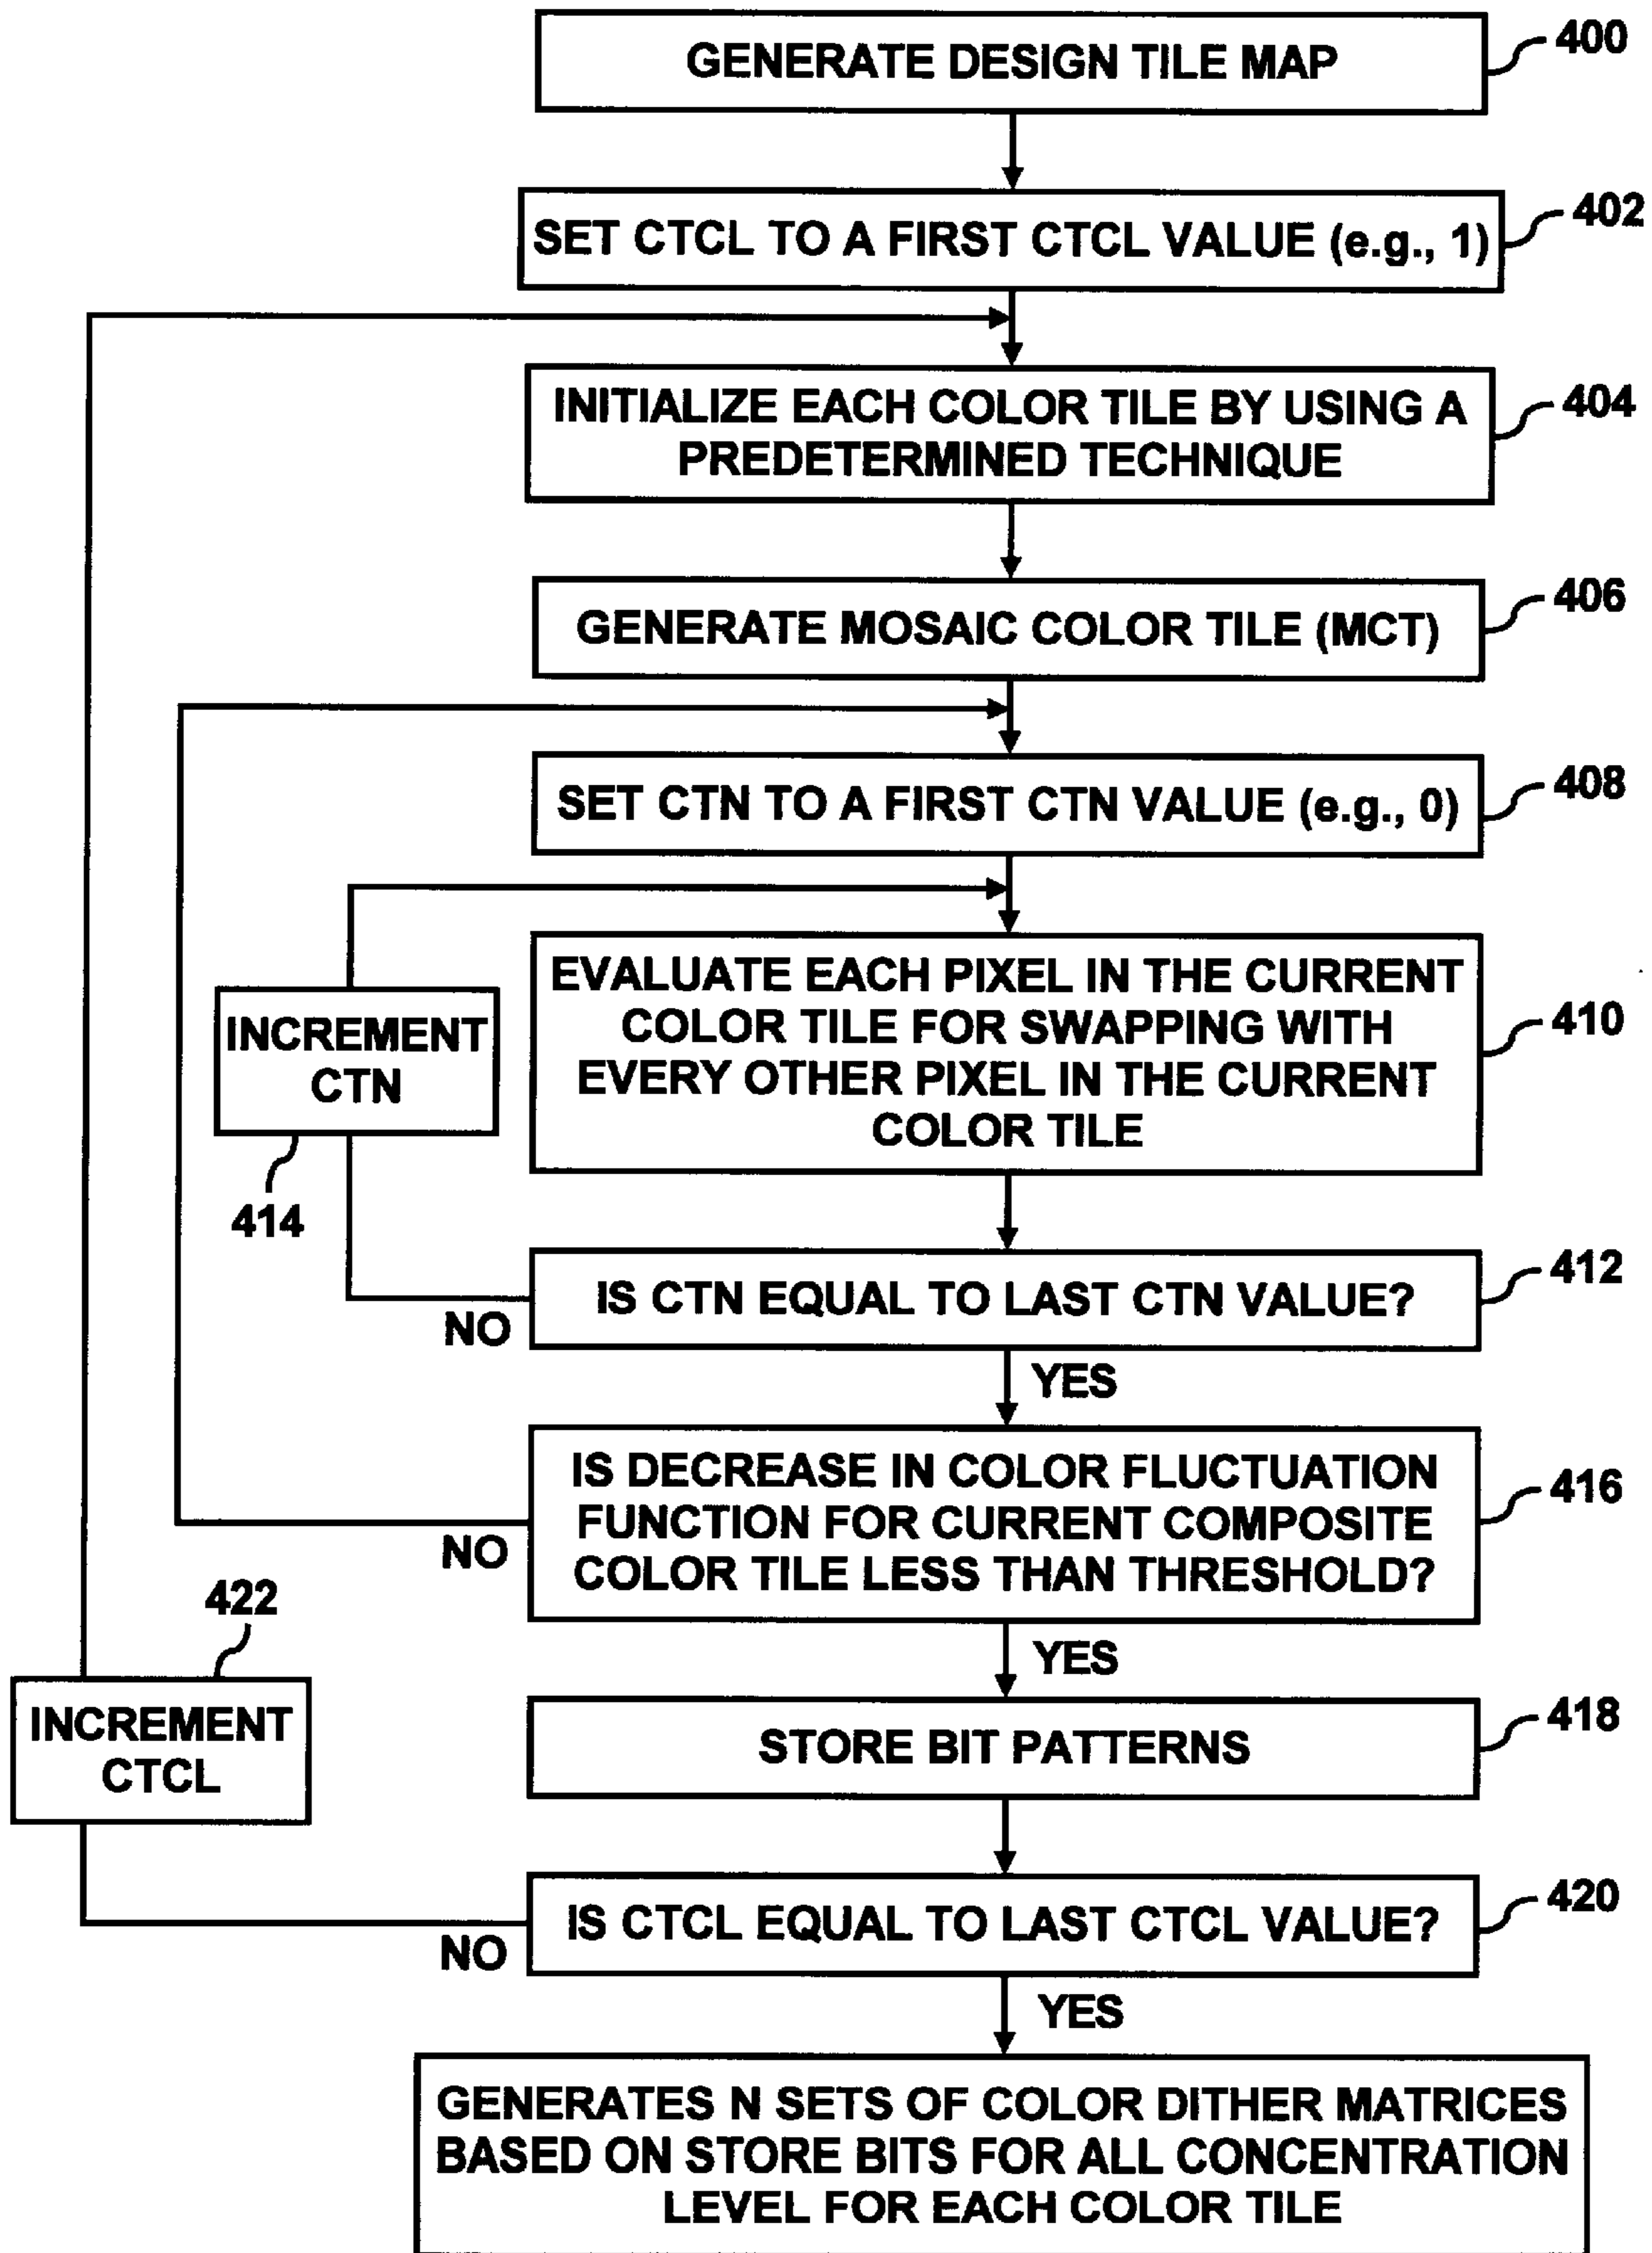 GENERATE DESIGN TILE MAP
400
SET CTCL TO A FIRST CTCL VALUE (e.g., 1)
402
INITIALIZE EACH COLOR TILE BY USING A
PREDETERMINED TECHNIQUE
404
GENERATE MOSAIC COLOR TILE (MCT)
406
SET CTN TO A FIRST CTN VALUE (e.g., 0)
408
EVALUATE EACH PIXEL IN THE CURRENT
COLOR TILE FOR SWAPPING WITH
EVERY OTHER PIXEL IN THE CURRENT
COLOR TILE
410
INCREMENT
CTN
414
IS CTN EQUAL TO LAST CTN VALUE?
412
NO
YES
IS DECREASE IN COLOR FLUCTUATION
FUNCTION FOR CURRENT COMPOSITE
COLOR TILE LESS THAN THRESHOLD?
416
NO
YES
422
INCREMENT
CTCL
STORE BIT PATTERNS
418
IS CTCL EQUAL TO LAST CTCL VALUE?
420
NO
YES
GENERATES N SETS OF COLOR DITHER MATRICES
BASED ON STORE BITS FOR ALL CONCENTRATION
LEVEL FOR EACH COLOR TILE